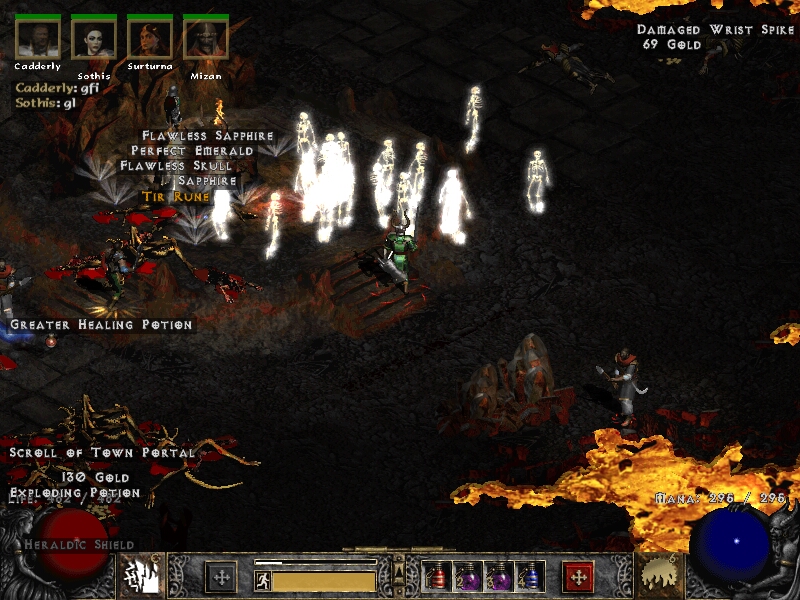 Damaged Wrist Spike
69 Gold
Cadderly
Sothis
Surturna
Mizan
Cadderly: gfi
Sothis: gl
Flawless Sapphire
Perfect Emerald
Flawless Skull
Sapphire
Tir Rune
Greater Healing Potion
Scroll of Town Portal
130 Gold
Exploding Potion
Mana: 296 / 296
Heraldic Shield